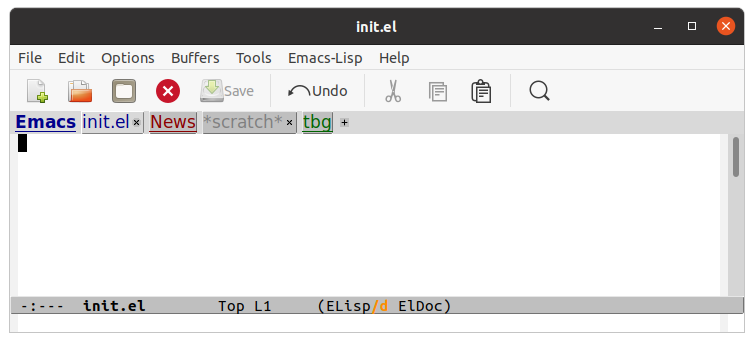 init.el
File Edit Options Buffers Tools Emacs-Lisp Help
Save Undo
Emacs init.el News *scratch* tbg
-:--- init.el Top L1 (ELisp/d ElDoc)